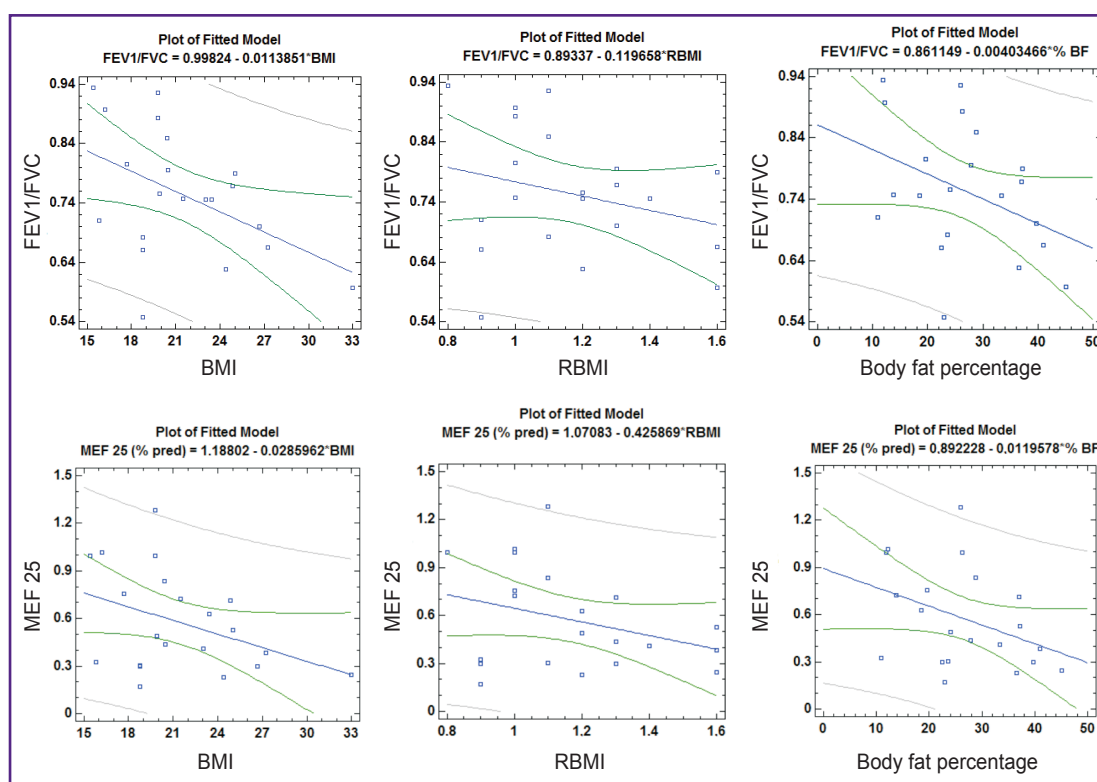 Plot of Fitted Model
FEV1/FVC = 0.99824 - 0.0113851*BMI
FEV1/FVC
0.94
0.84
0.74
0.64
0.54
15 18 21 24 27 30 33
BMI
Plot of Fitted Model
FEV1/FVC = 0.89337 - 0.119658*RBMI
FEV1/FVC
0.94
0.84
0.74
0.64
0.54
0.8 1 1.2 1.4 1.6
RBMI
Plot of Fitted Model
FEV1/FVC = 0.861149 - 0.00403466*% BF
FEV1/FVC
0.94
0.84
0.74
0.64
0.54
0 10 20 30 40 50
Body fat percentage
Plot of Fitted Model
MEF 25 (% pred) = 1.18802 - 0.0285962*BMI
MEF 25
1.5
1.2
0.9
0.6
0.3
0
15 18 21 24 27 30 33
BMI
Plot of Fitted Model
MEF 25 (% pred) = 1.07083 - 0.425869*RBMI
MEF 25
1.5
1.2
0.9
0.6
0.3
0
0.8 1 1.2 1.4 1.6
RBMI
Plot of Fitted Model
MEF 25 (% pred) = 0,892228 - 0.0119578*% BF
MEF 25
1.5
1.2
0.9
0.6
0.3
0
0 10 20 30 40 50
Body fat percentage